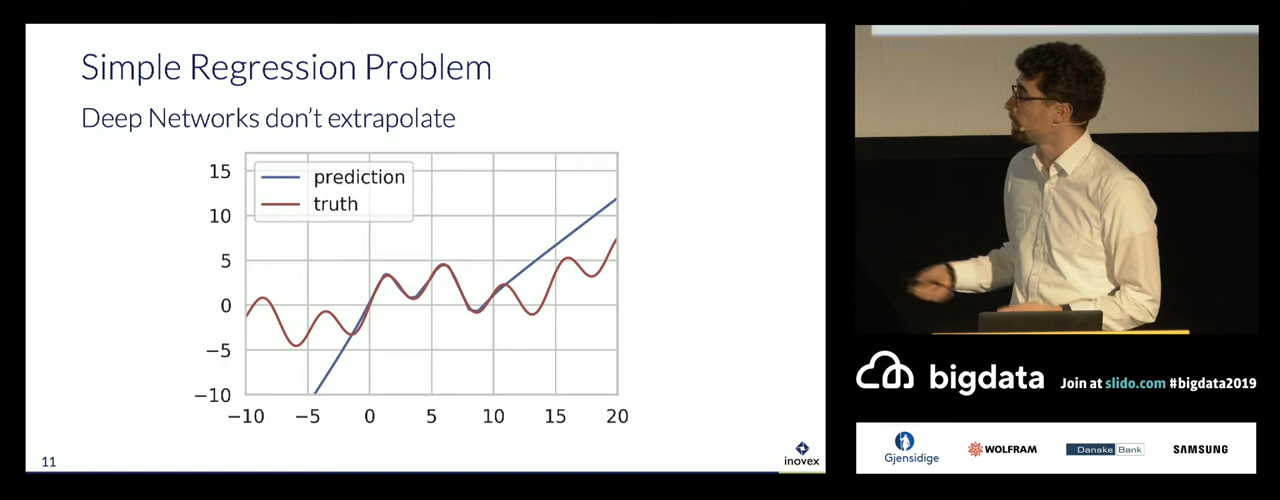 Simple Regression Problem
Deep Networks don't extrapolate
15
10
5
0
−5
−10
prediction
truth
−10
−5
0
5
10
15
20
11
inovex
bigdata
Join at slido.com #bigdata2019
Gjensidige
WOLFRAM
Danske Bank
SAMSUNG